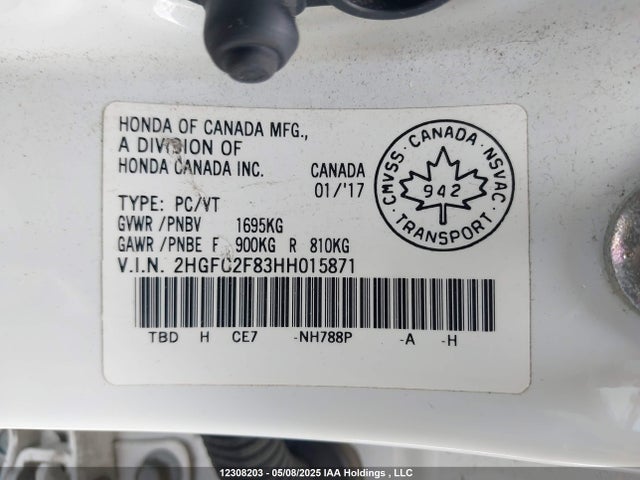 HONDA OF CANADA MFG.,
A DIVISION OF
HONDA CANADA INC.
CANADA
01/'17
TYPE: PC/VT
GVWR /PNBV 1695KG
GAWR /PNBE F 900KG R 810KG
V.I.N. 2HGFC2F83HH015871
TBD H CE7 -NH788P -A -H
CMVSS · CANADA · NSVAC
942
TRANSPORT
12308203 - 05/08/2025 IAA Holdings , LLC